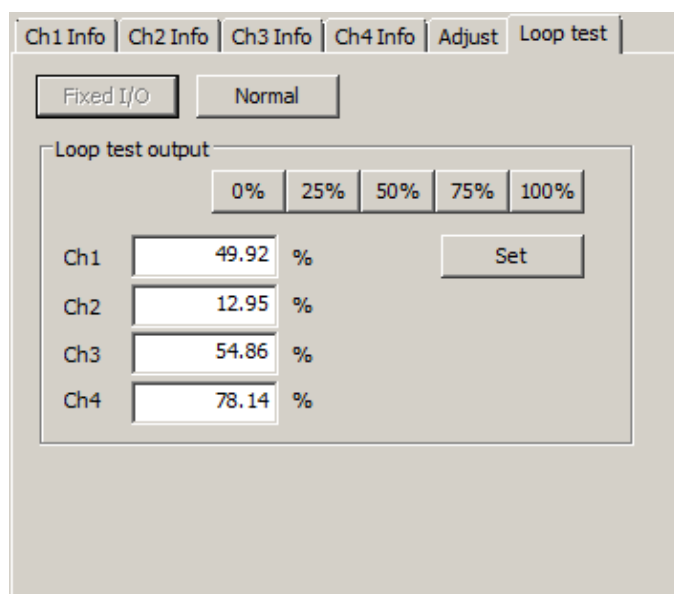 Ch1 Info Ch2 Info Ch3 Info Ch4 Info Adjust Loop test
Fixed I/O Normal
Loop test output
0% 25% 50% 75% 100%
Ch1 49.92 % Set
Ch2 12.95 %
Ch3 54.86 %
Ch4 78.14 %